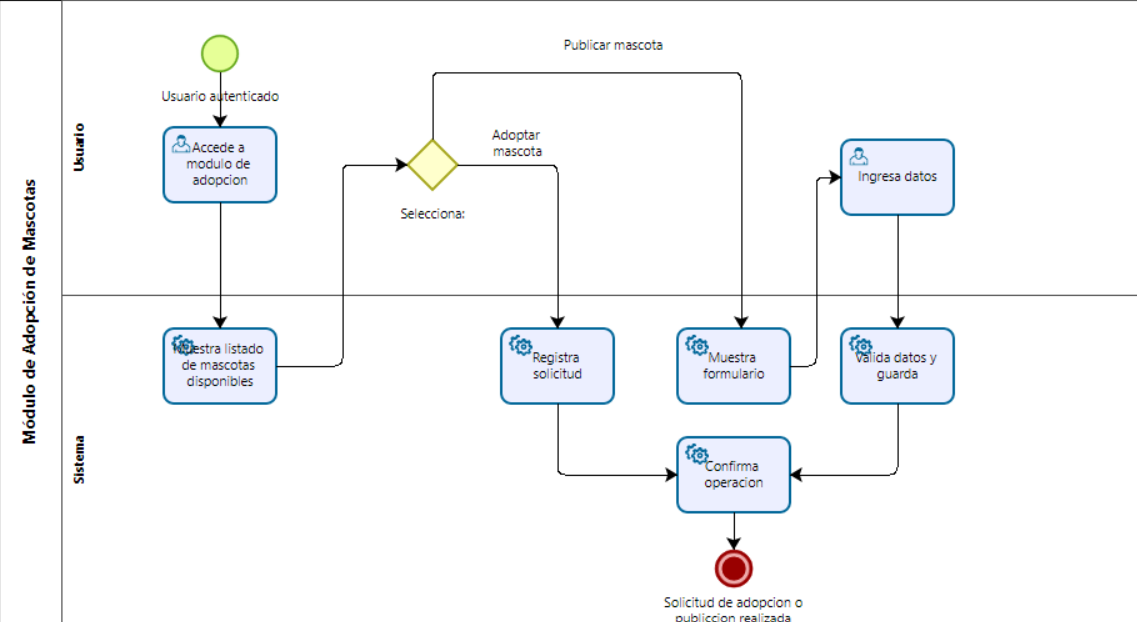 Módulo de Adopción de Mascotas
Usuario
Usuario autenticado
Accede a
modulo de
adopcion
Publicar mascota
Adoptar
mascota
Selecciona:
Ingresa datos
Sistema
Muestra listado
de mascotas
disponibles
Registra
solicitud
Muestra
formulario
Valida datos y
guarda
Confirma
operacion
Solicitud de adopcion o
publiccion realizada